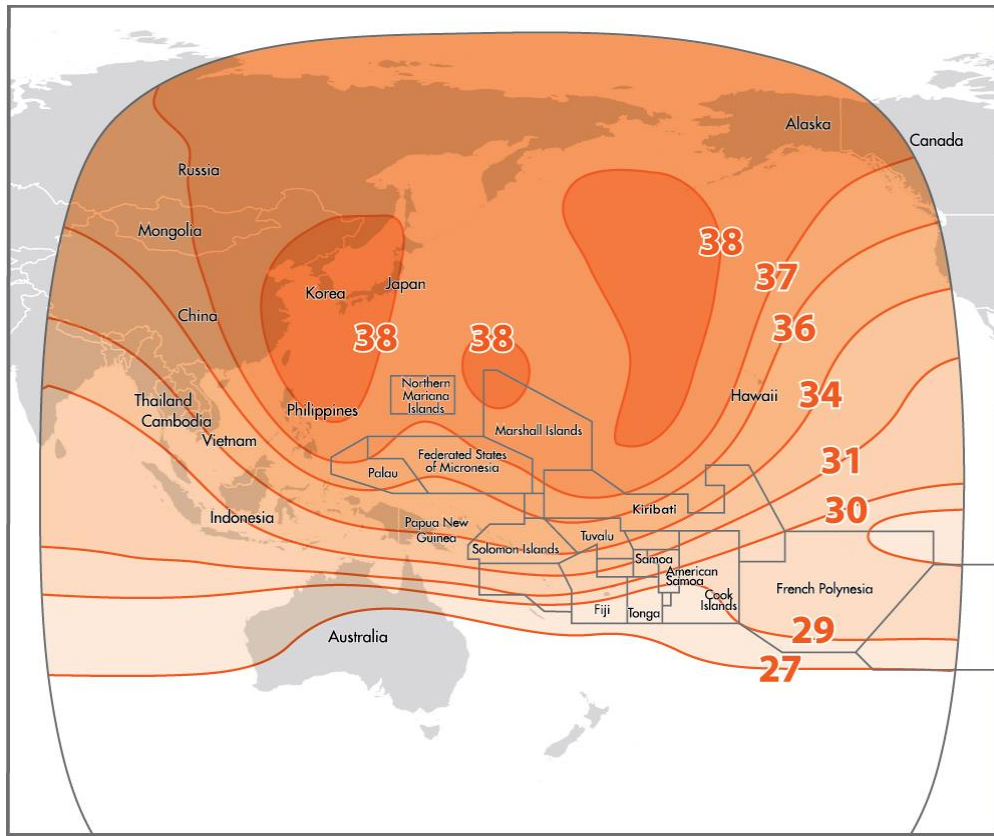 Alaska
Canada
Russia
Mongolia
38
37
Japan
Korea
China
36
38
38
Northern
Mariana
Islands
Hawaii
34
Thailand
Cambodia
Philippines
Vietnam
Marshall Islands
Federated States
of Micronesia
Palau
31
Kiribati
30
Indonesia
Papua New
Guinea
Tuvalu
Solomon Islands
Samoa
American
Samoa
French Polynesia
Cook
Islands
Fiji
Tonga
29
Australia
27